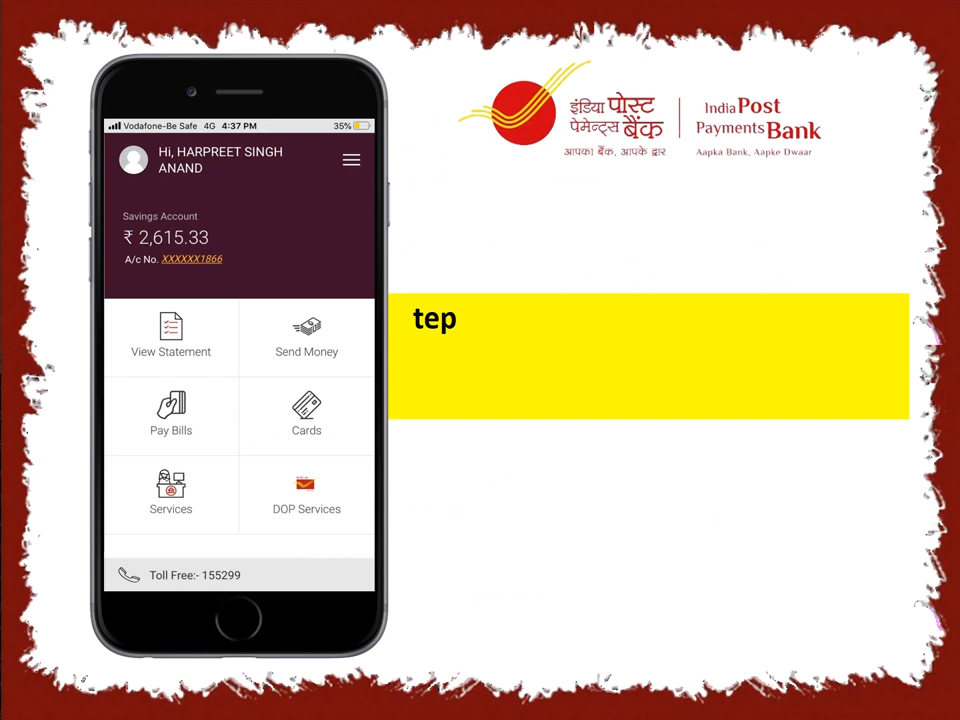 Vodafone-Be Safe 4G 4:37 PM 35%
Hi, HARPREET SINGH
ANAND
Savings Account
₹ 2,615.33
A/c No. XXXXXX1866
View Statement
Send Money
Pay Bills
Cards
Services
DOP Services
Toll Free:- 155299
इंडिया पोस्ट
पेमेन्ट्स बैंक
आपका बैंक, आपके द्वार
India Post
Payments Bank
Aapka Bank, Aapke Dwaar
tep